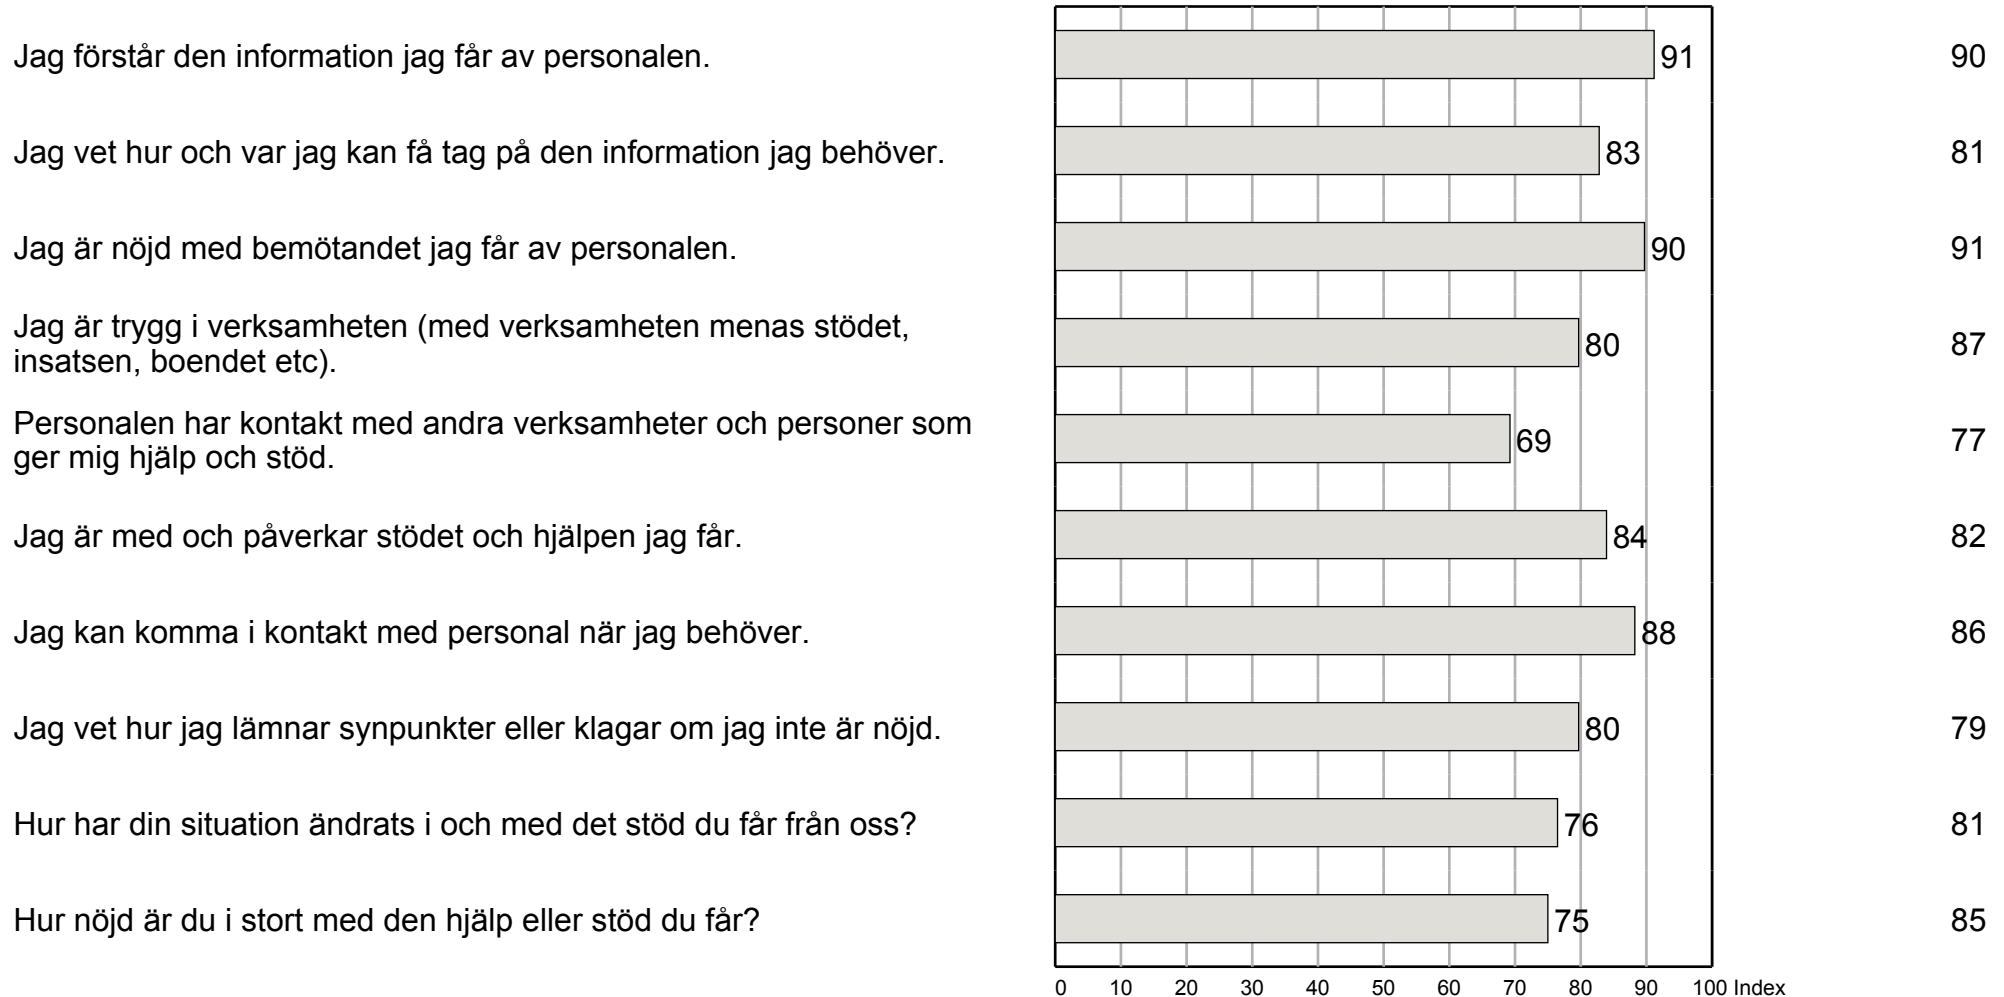 Jag förstår den information jag får av personalen. 91 90
Jag vet hur och var jag kan få tag på den information jag behöver. 83 81
Jag är nöjd med bemötandet jag får av personalen. 90 91
Jag är trygg i verksamheten (med verksamheten menas stödet,
insatsen, boendet etc). 80 87
Personalen har kontakt med andra verksamheter och personer som
ger mig hjälp och stöd. 69 77
Jag är med och påverkar stödet och hjälpen jag får. 84 82
Jag kan komma i kontakt med personal när jag behöver. 88 86
Jag vet hur jag lämnar synpunkter eller klagar om jag inte är nöjd. 80 79
Hur har din situation ändrats i och med det stöd du får från oss? 76 81
Hur nöjd är du i stort med den hjälp eller stöd du får? 75 85
0 10 20 30 40 50 60 70 80 90 100 Index